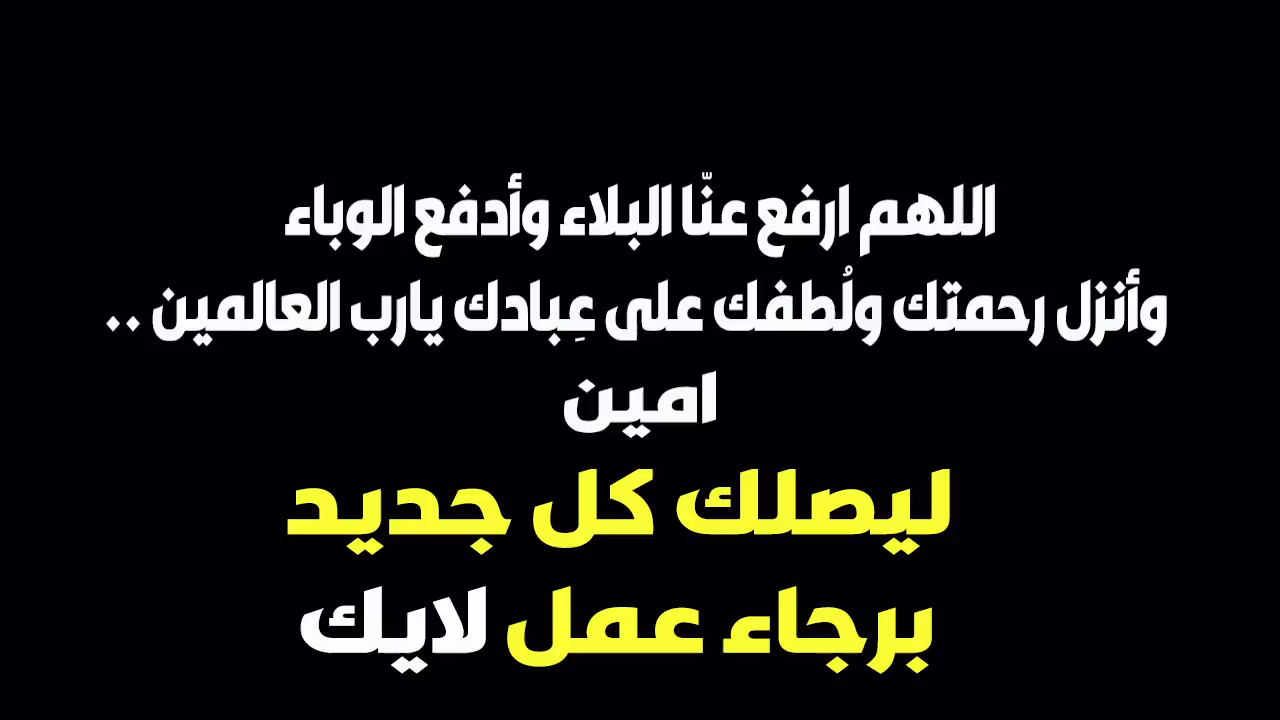 اللهم ارفع عنّا البلاء وأدفع الوباء
وأنزل رحمتك ولُطفك على عِبادك يارب العالمين ..
امين
ليصلك كل جديد
برجاء عمل لايك